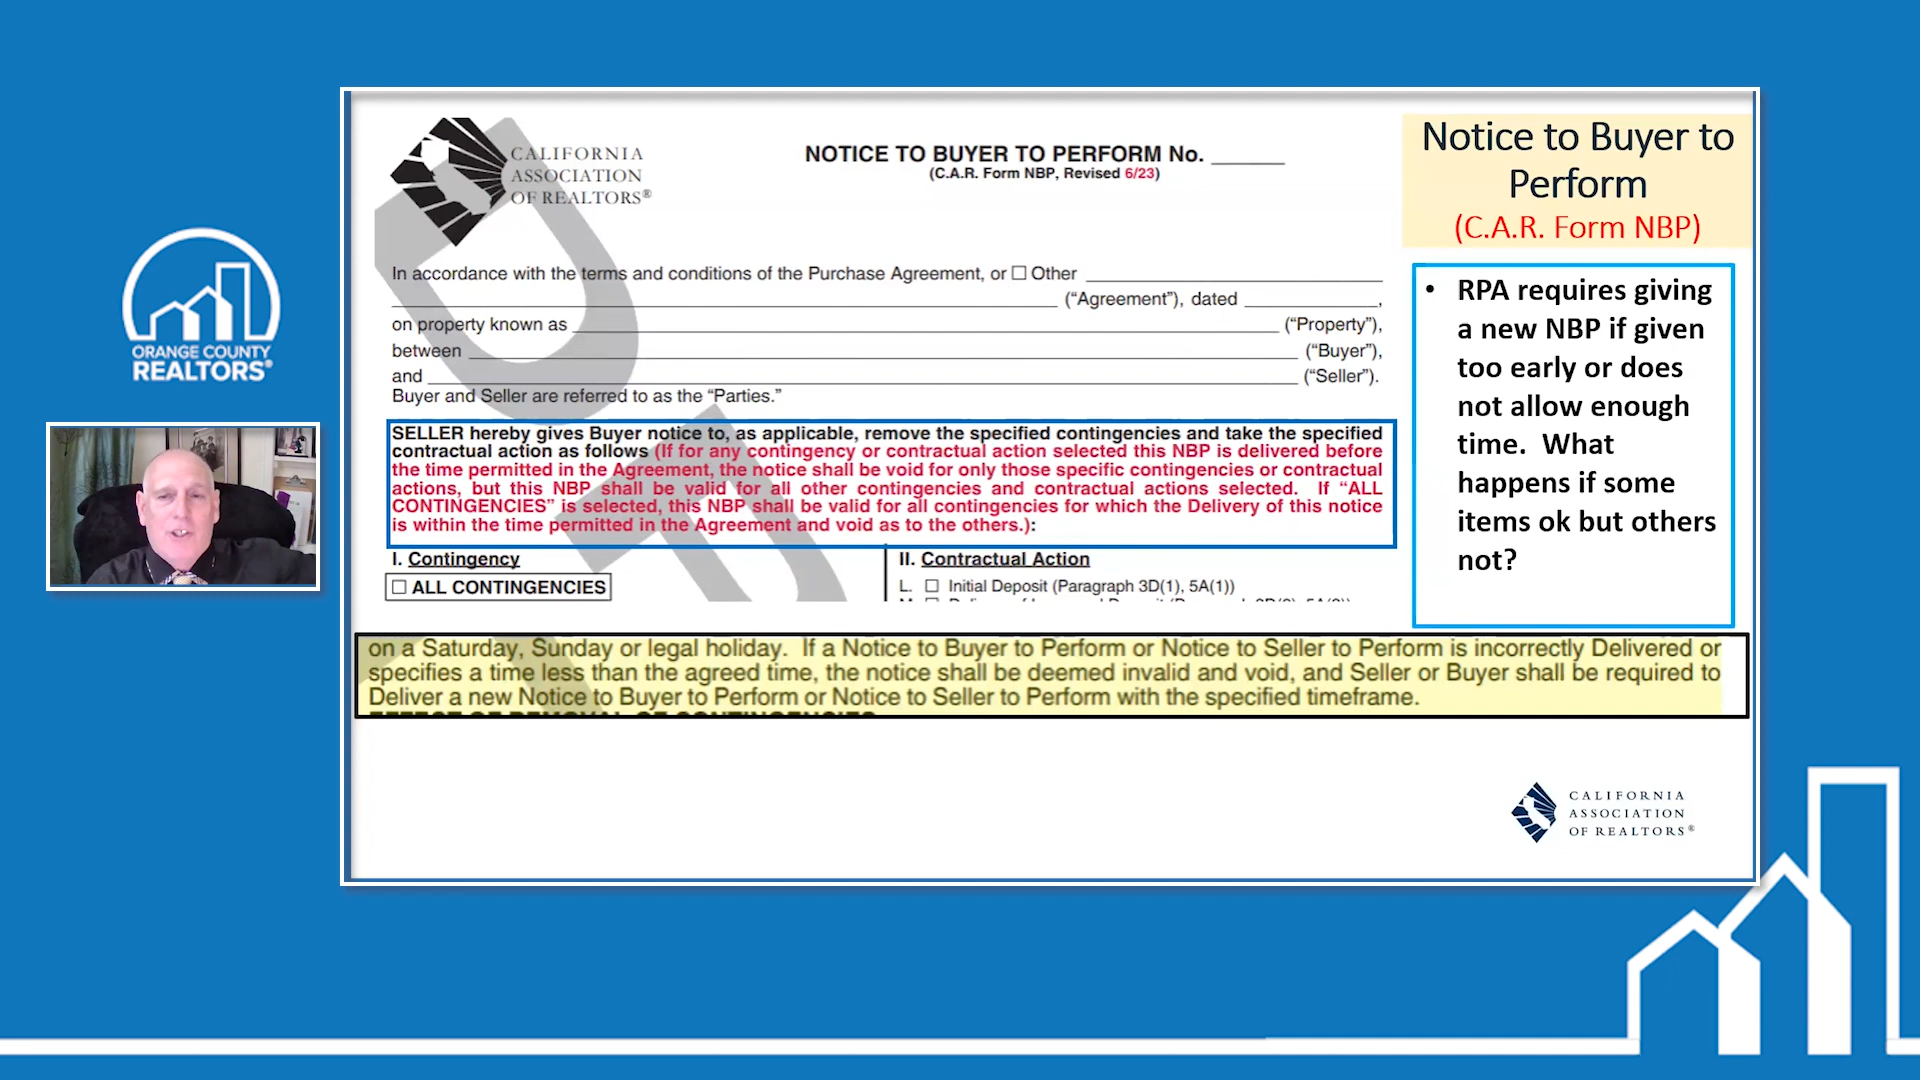 CALIFORNIA
ASSOCIATION
OF REALTORS®
NOTICE TO BUYER TO PERFORM No. ______
(C.A.R. Form NBP, Revised 6/23)
In accordance with the terms and conditions of the Purchase Agreement, or ☐ Other
(“Agreement”), dated ,
on property known as (“Property”),
between (“Buyer”),
and (“Seller”).
Buyer and Seller are referred to as the “Parties.”
SELLER hereby gives Buyer notice to, as applicable, remove the specified contingencies and take the specified
contractual action as follows (If for any contingency or contractual action selected this NBP is delivered before
the time permitted in the Agreement, the notice shall be void for only those specific contingencies or contractual
actions, but this NBP shall be valid for all other contingencies and contractual actions selected. If “ALL
CONTINGENCIES” is selected, this NBP shall be valid for all contingencies for which the Delivery of this notice
is within the time permitted in the Agreement and void as to the others.):
I. Contingency
☐ ALL CONTINGENCIES
II. Contractual Action
L. ☐ Initial Deposit (Paragraph 3D(1), 5A(1))
on a Saturday, Sunday or legal holiday. If a Notice to Buyer to Perform or Notice to Seller to Perform is incorrectly Delivered or
specifies a time less than the agreed time, the notice shall be deemed invalid and void, and Seller or Buyer shall be required to
Deliver a new Notice to Buyer to Perform or Notice to Seller to Perform with the specified timeframe.
Notice to Buyer to
Perform
(C.A.R. Form NBP)
• RPA requires giving
a new NBP if given
too early or does
not allow enough
time. What
happens if some
items ok but others
not?
CALIFORNIA
ASSOCIATION
OF REALTORS®
ORANGE COUNTY
REALTORS®